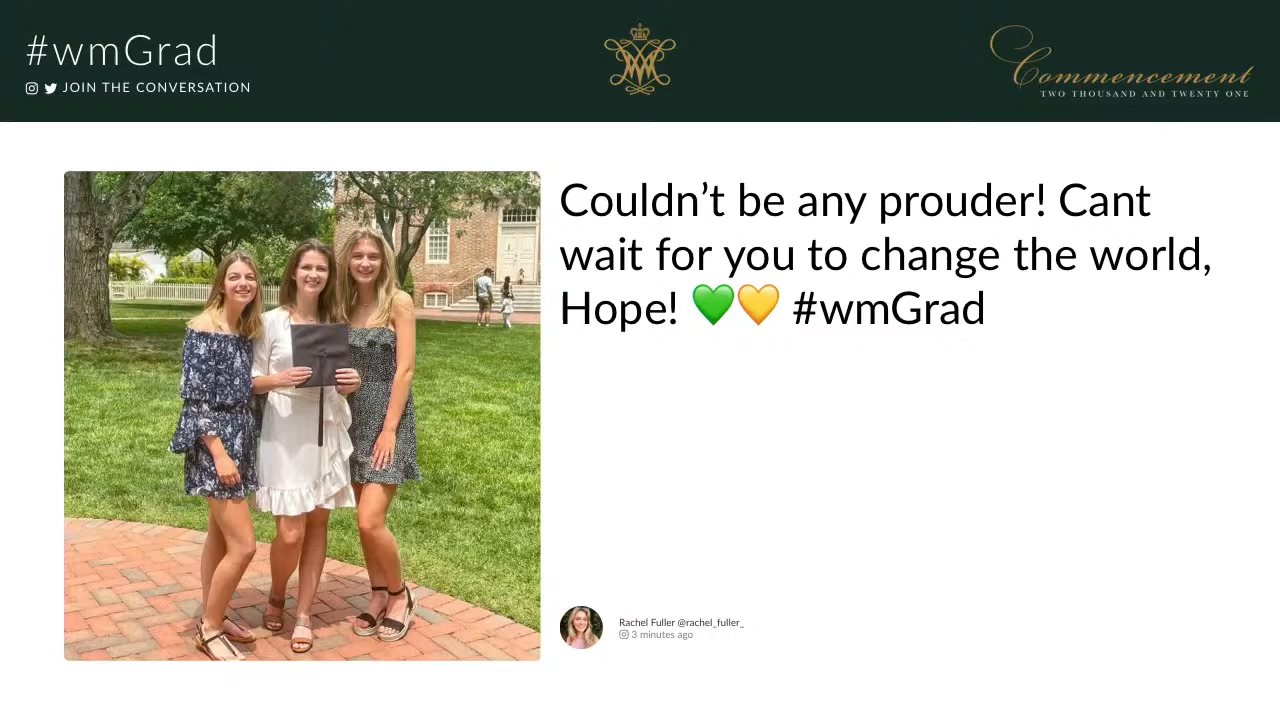 #wmGrad
JOIN THE CONVERSATION
Commencement
TWO THOUSAND AND TWENTY ONE
Couldn’t be any prouder! Cant
wait for you to change the world,
Hope! 💚💛 #wmGrad
Rachel Fuller @rachel_fuller_
3 minutes ago